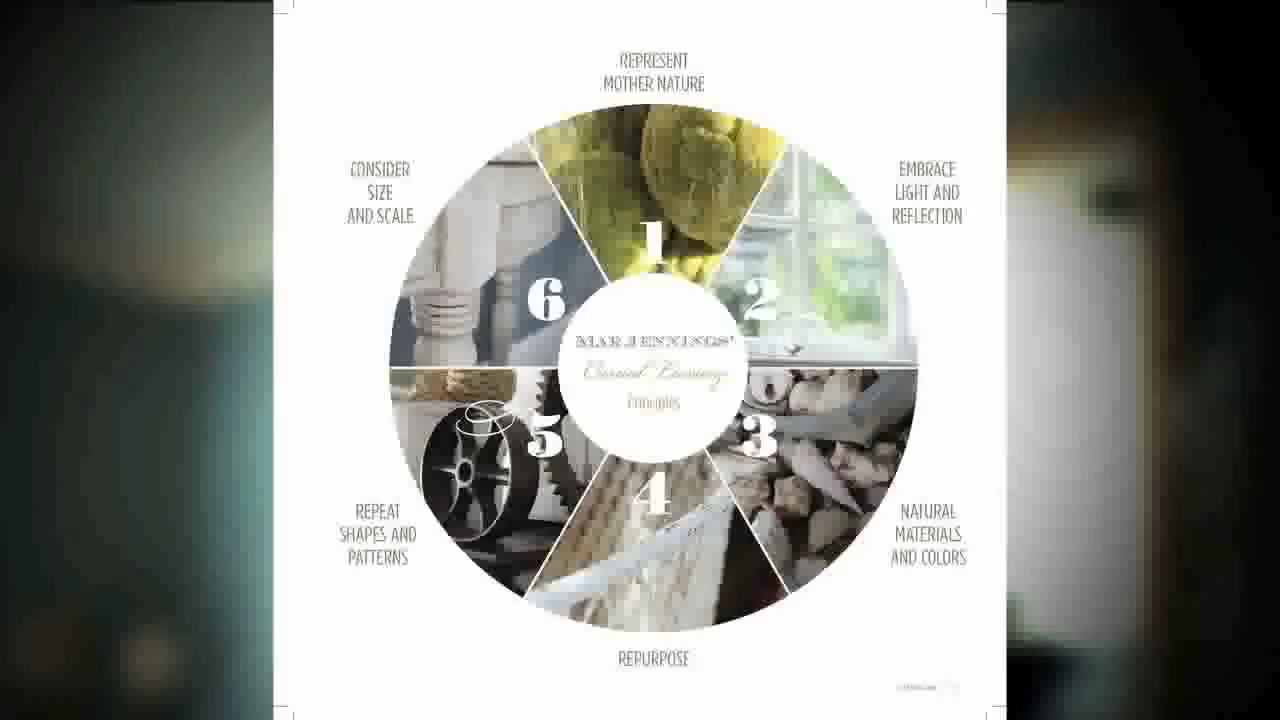 REPRESENT
MOTHER NATURE
CONSIDER
SIZE
AND SCALE
EMBRACE
LIGHT AND
REFLECTION
1
6
2
MAR JENNINGS'
Principles
5
3
4
REPEAT
SHAPES AND
PATTERNS
NATURAL
MATERIALS
AND COLORS
REPURPOSE